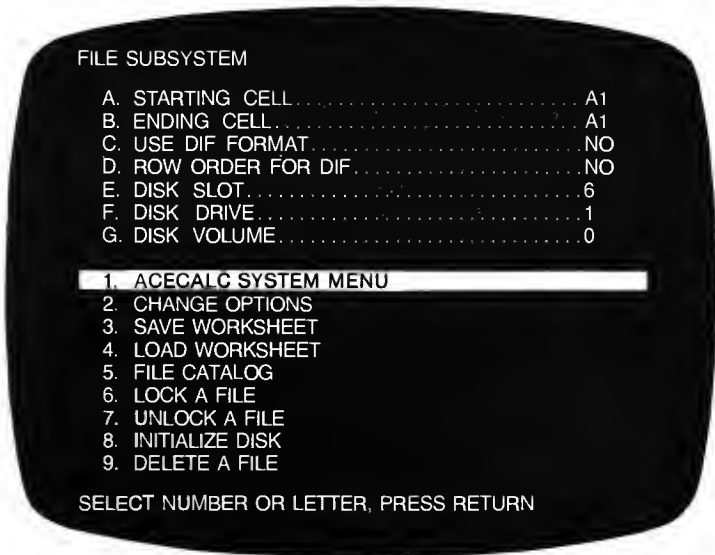 FILE SUBSYSTEM
A. STARTING CELL............................ A1
B. ENDING CELL.............................. A1
C. USE DIF FORMAT...........................NO
D. ROW ORDER FOR DIF.......................NO
E. DISK SLOT................................6
F. DISK DRIVE...............................1
G. DISK VOLUME..............................0
1. ACECALC SYSTEM MENU
2. CHANGE OPTIONS
3. SAVE WORKSHEET
4. LOAD WORKSHEET
5. FILE CATALOG
6. LOCK A FILE
7. UNLOCK A FILE
8. INITIALIZE DISK
9. DELETE A FILE
SELECT NUMBER OR LETTER, PRESS RETURN